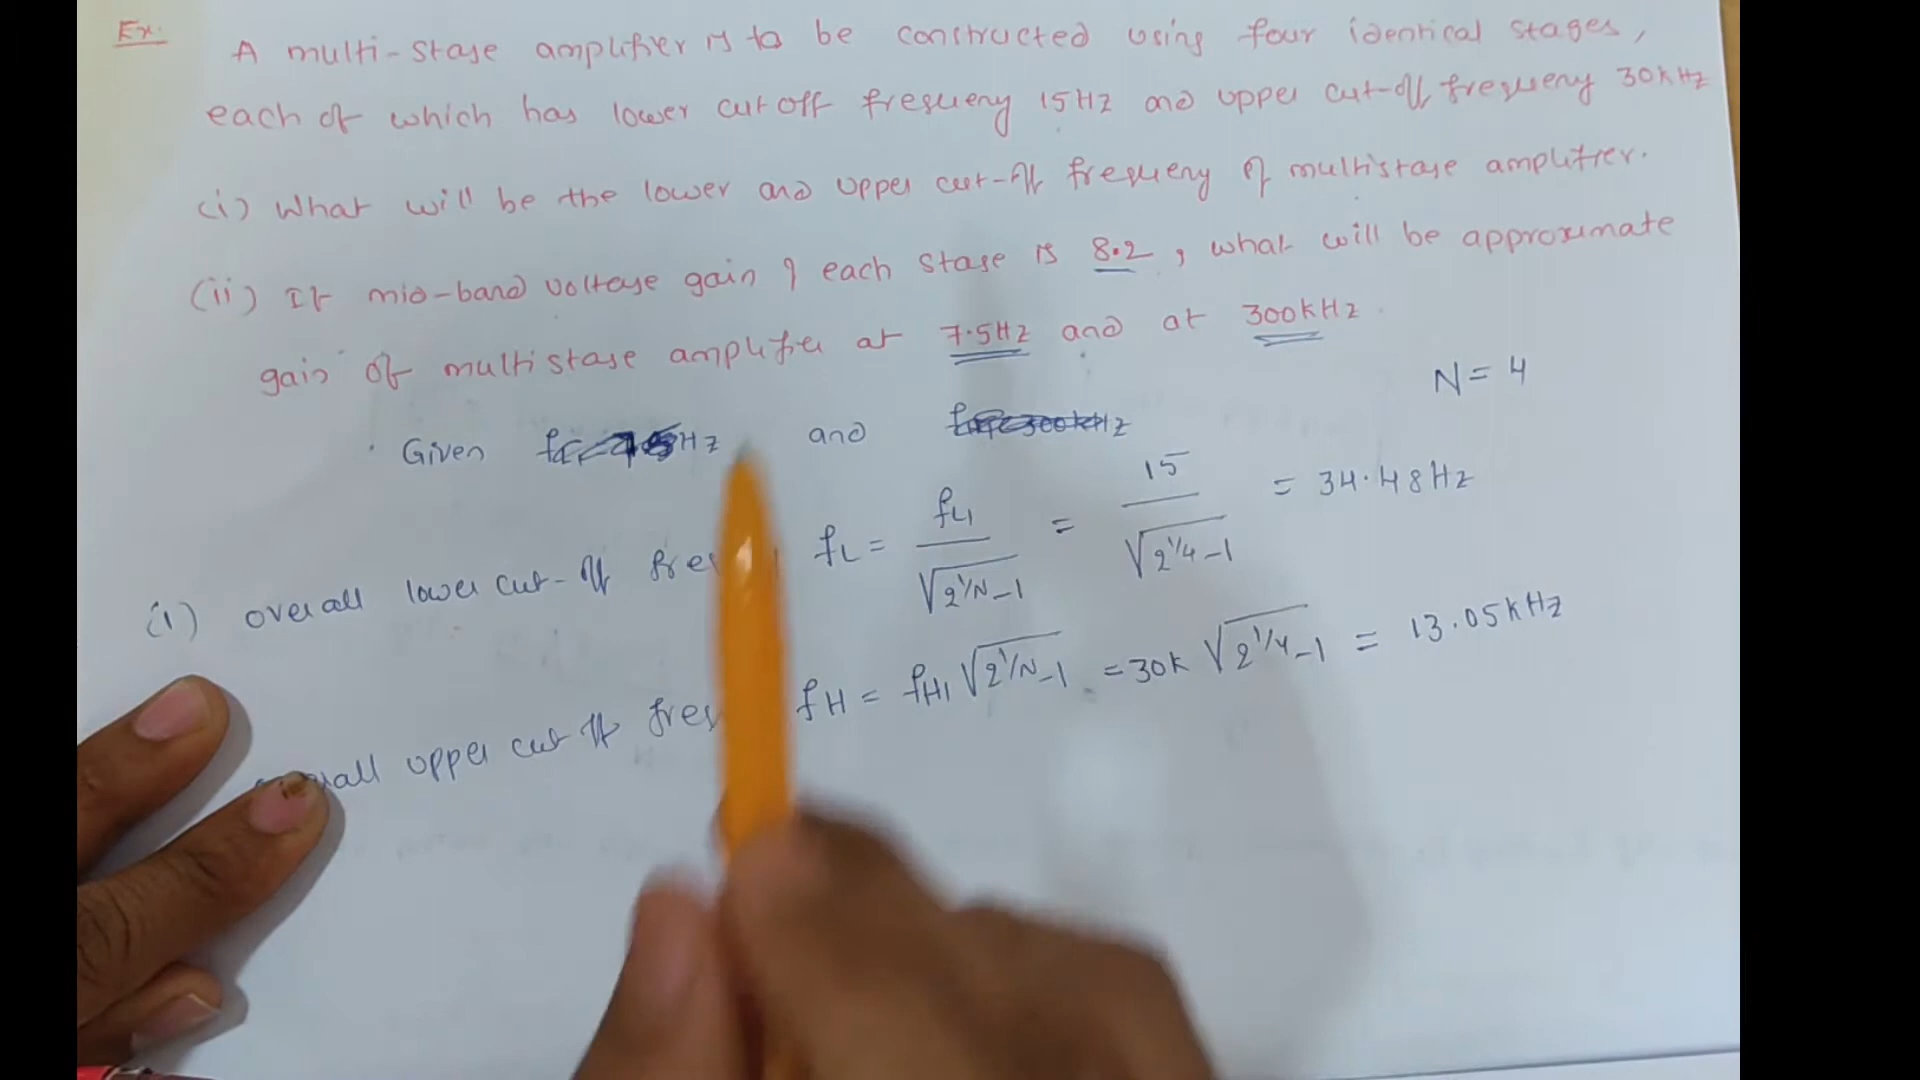 Ex.
A multi-stage amplifier is to be constructed using four identical stages,
each of which has lower cut off frequency 15Hz and upper cut-off frequency 30kHz
(i) What will be the lower and upper cut-off frequency of multistage amplifier.
(ii) If mid-band voltage gain of each stage is 8.2, what will be approximate
gain of multistage amplifier at 7.5Hz and at 300kHz.
N = 4
Given Hz and
(i) overall lower cut-off fre fL = fL1 / √(2^1/N - 1) = 15 / √(2^1/4 - 1) = 34.48Hz
all upper cut off fre fH = fH1 √(2^1/N - 1) = 30k √(2^1/4 - 1) = 13.05kHz